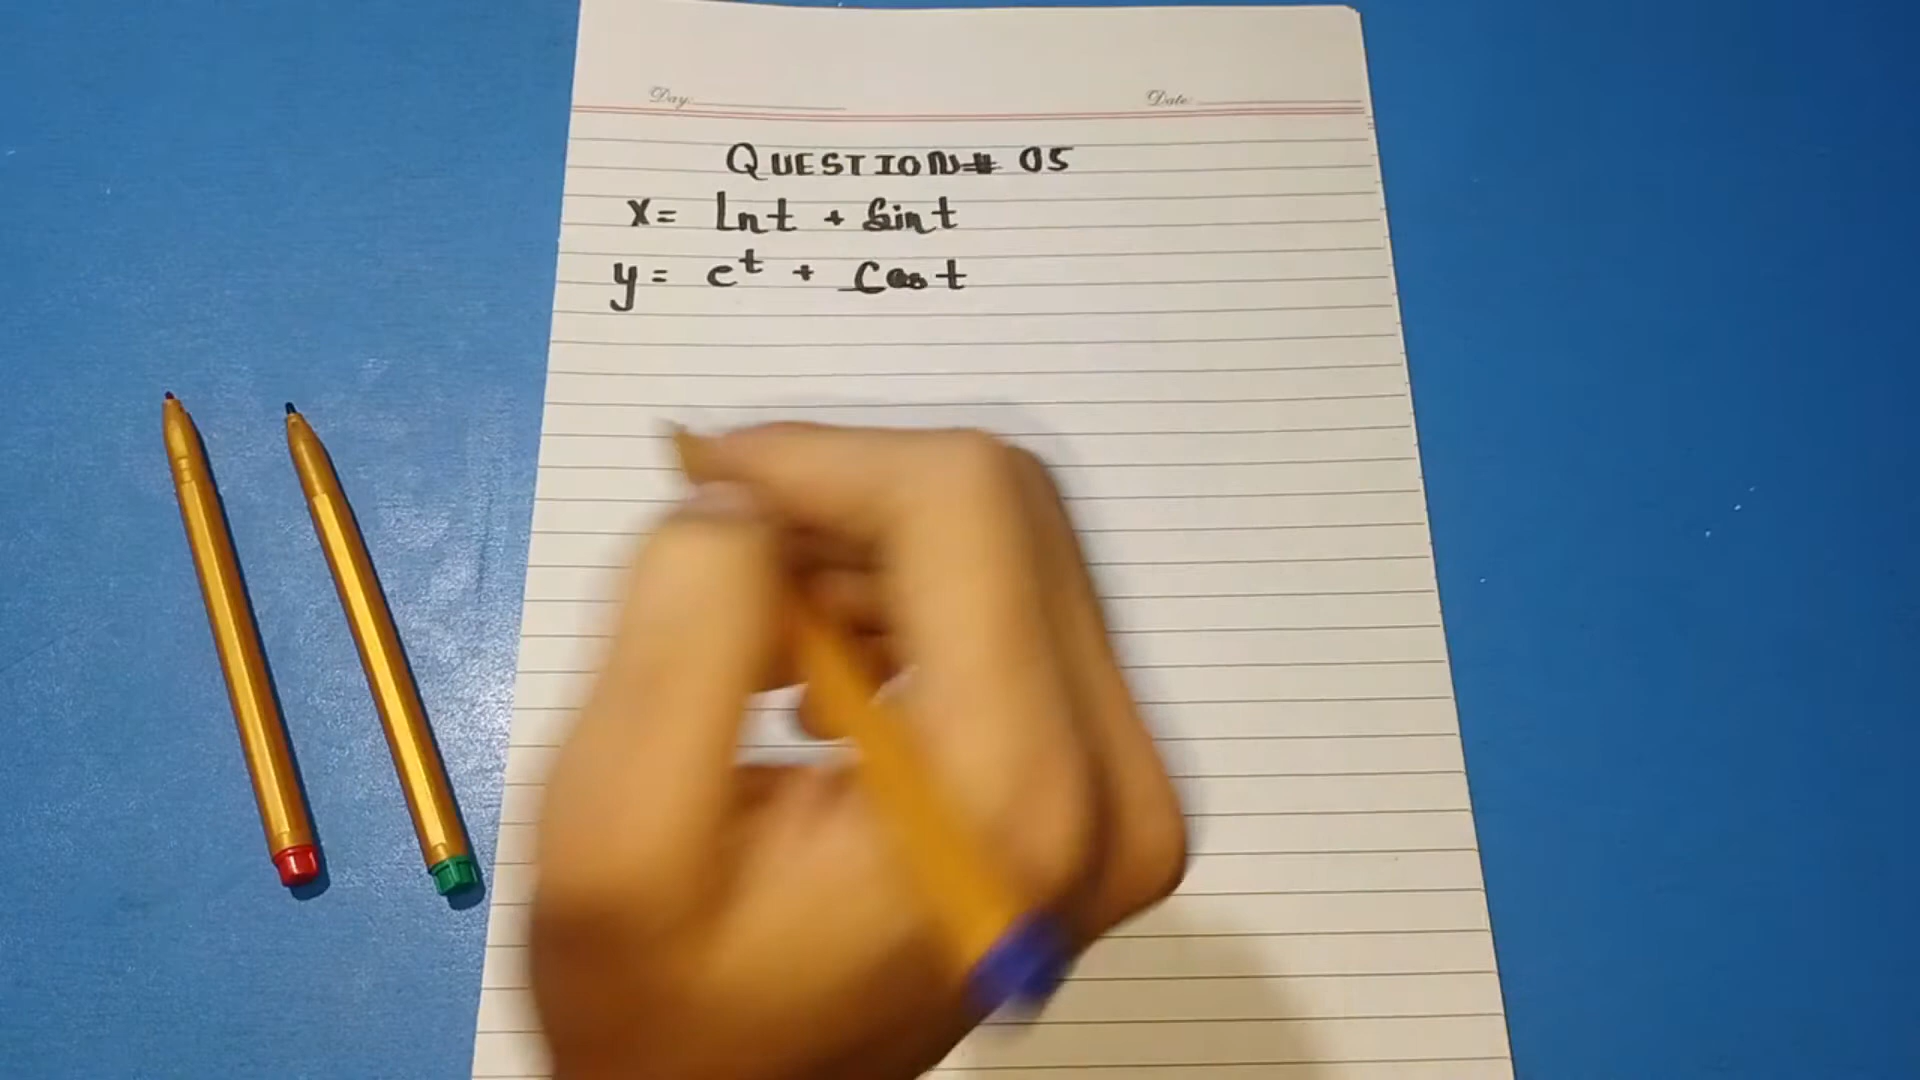 Day: Date:
QUESTION# 05
x = Lnt + Sint
y = e^t + Cost